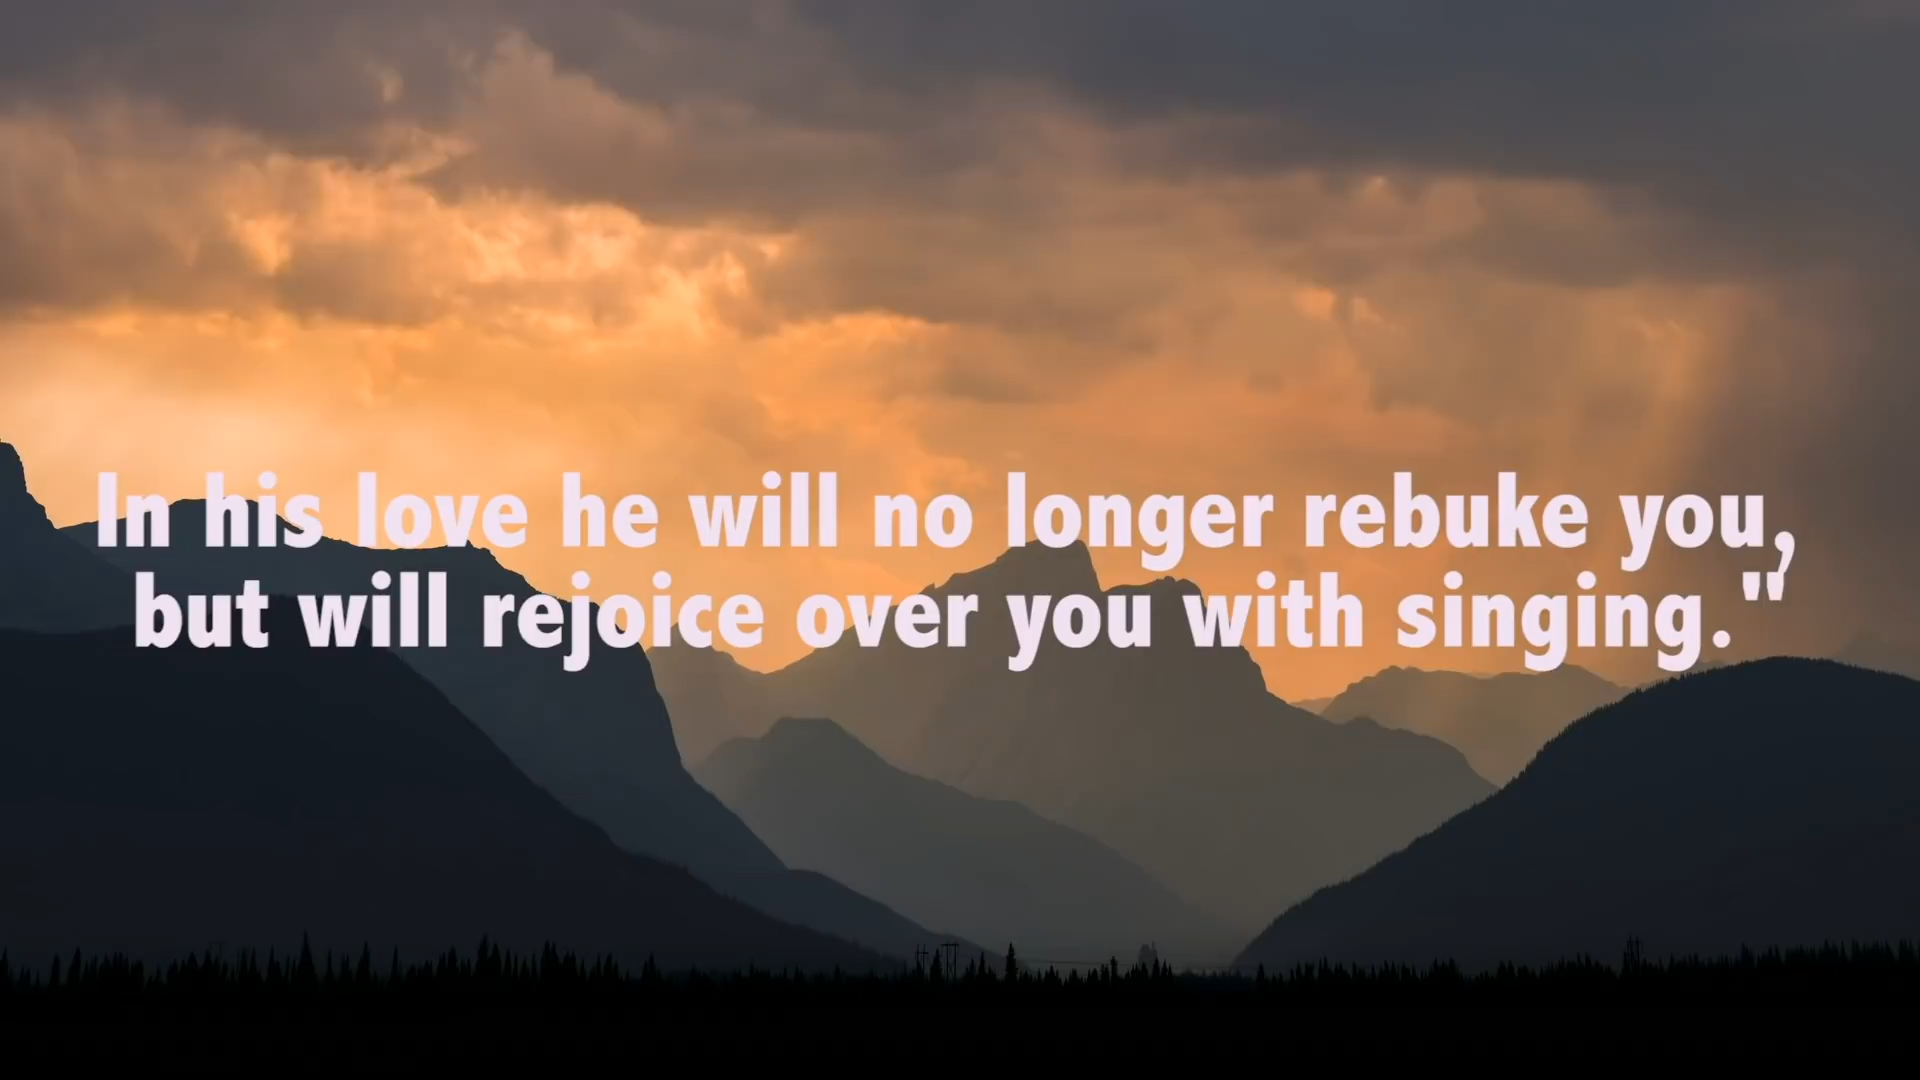 In his love he will no longer rebuke you,
but will rejoice over you with singing."